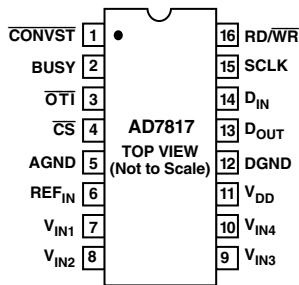 CONVST 1 16 RD/WR
BUSY 2 15 SCLK
OTI 3 14 DIN
CS 4 AD7817 13 DOUT
AGND 5 TOP VIEW 12 DGND
(Not to Scale)
REFIN 6 11 VDD
VIN1 7 10 VIN4
VIN2 8 9 VIN3